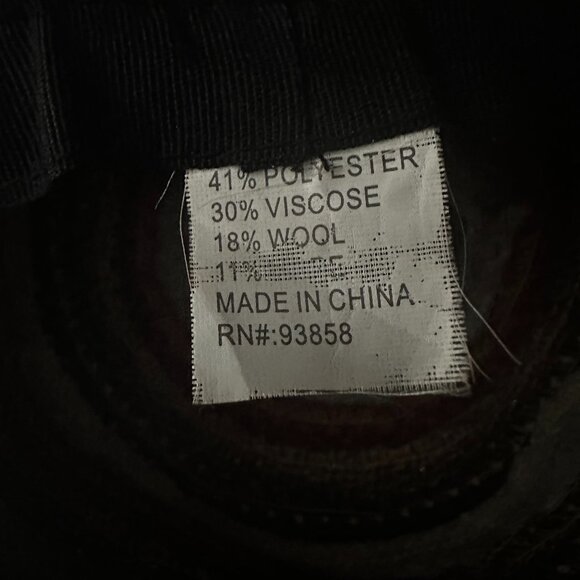 41% POLYESTER
30% VISCOSE
18% WOOL
11%
MADE IN CHINA
RN#:93858